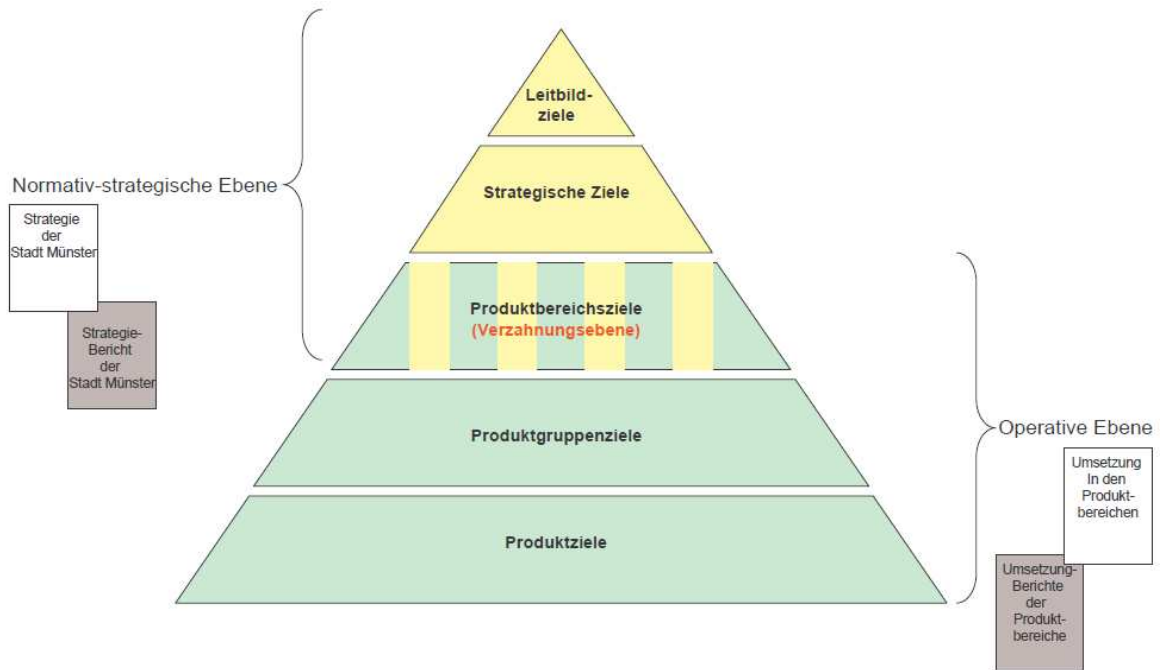 Leitbild-
ziele
Normativ-strategische Ebene
Strategische Ziele
Strategie
der
Stadt Münster
Strategie-
Bericht
der
Stadt Münster
Produktbereichsziele
(Verzahnungsebene)
Produktgruppenziele
Operative Ebene
Umsetzung
In den
Produkt-
bereichen
Produktziele
Umsetzung-
Berichte
der
Produkt-
bereiche